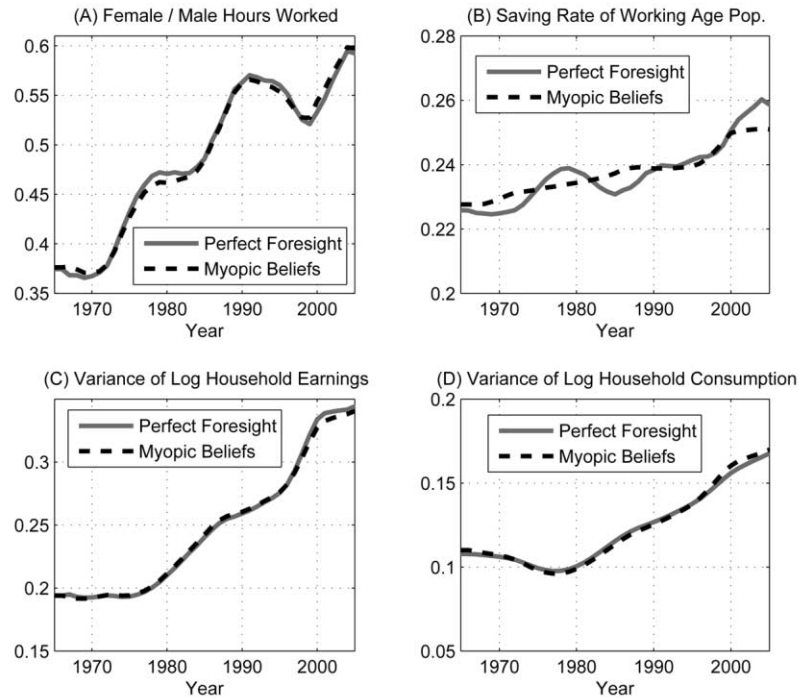 (A) Female / Male Hours Worked
0.6
0.55
0.5
0.45
0.4
0.35
Perfect Foresight
Myopic Beliefs
1970 1980 1990 2000
Year
(B) Saving Rate of Working Age Pop.
0.28
0.26
0.24
0.22
0.2
Perfect Foresight
Myopic Beliefs
1970 1980 1990 2000
Year
(C) Variance of Log Household Earnings
0.3
0.25
0.2
0.15
Perfect Foresight
Myopic Beliefs
1970 1980 1990 2000
Year
(D) Variance of Log Household Consumption
0.2
0.15
0.1
0.05
Perfect Foresight
Myopic Beliefs
1970 1980 1990 2000
Year